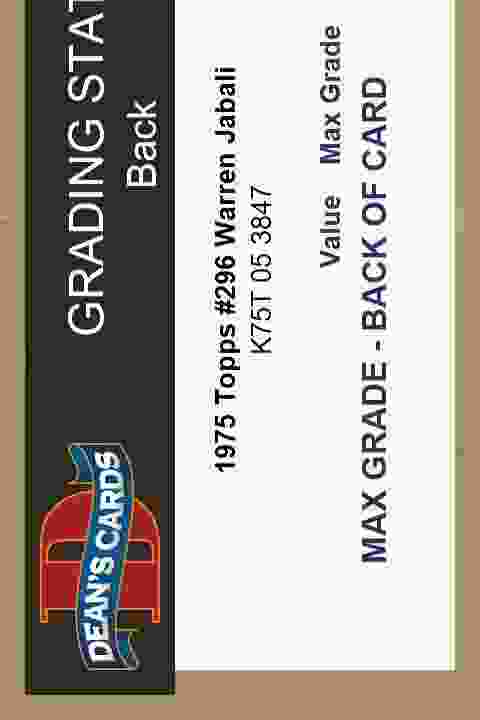 GRADING STAT
Back
DEAN'S CARDS
1975 Topps #296 Warren Jabali
K75T 05 3847
Value Max Grade
MAX GRADE - BACK OF CARD